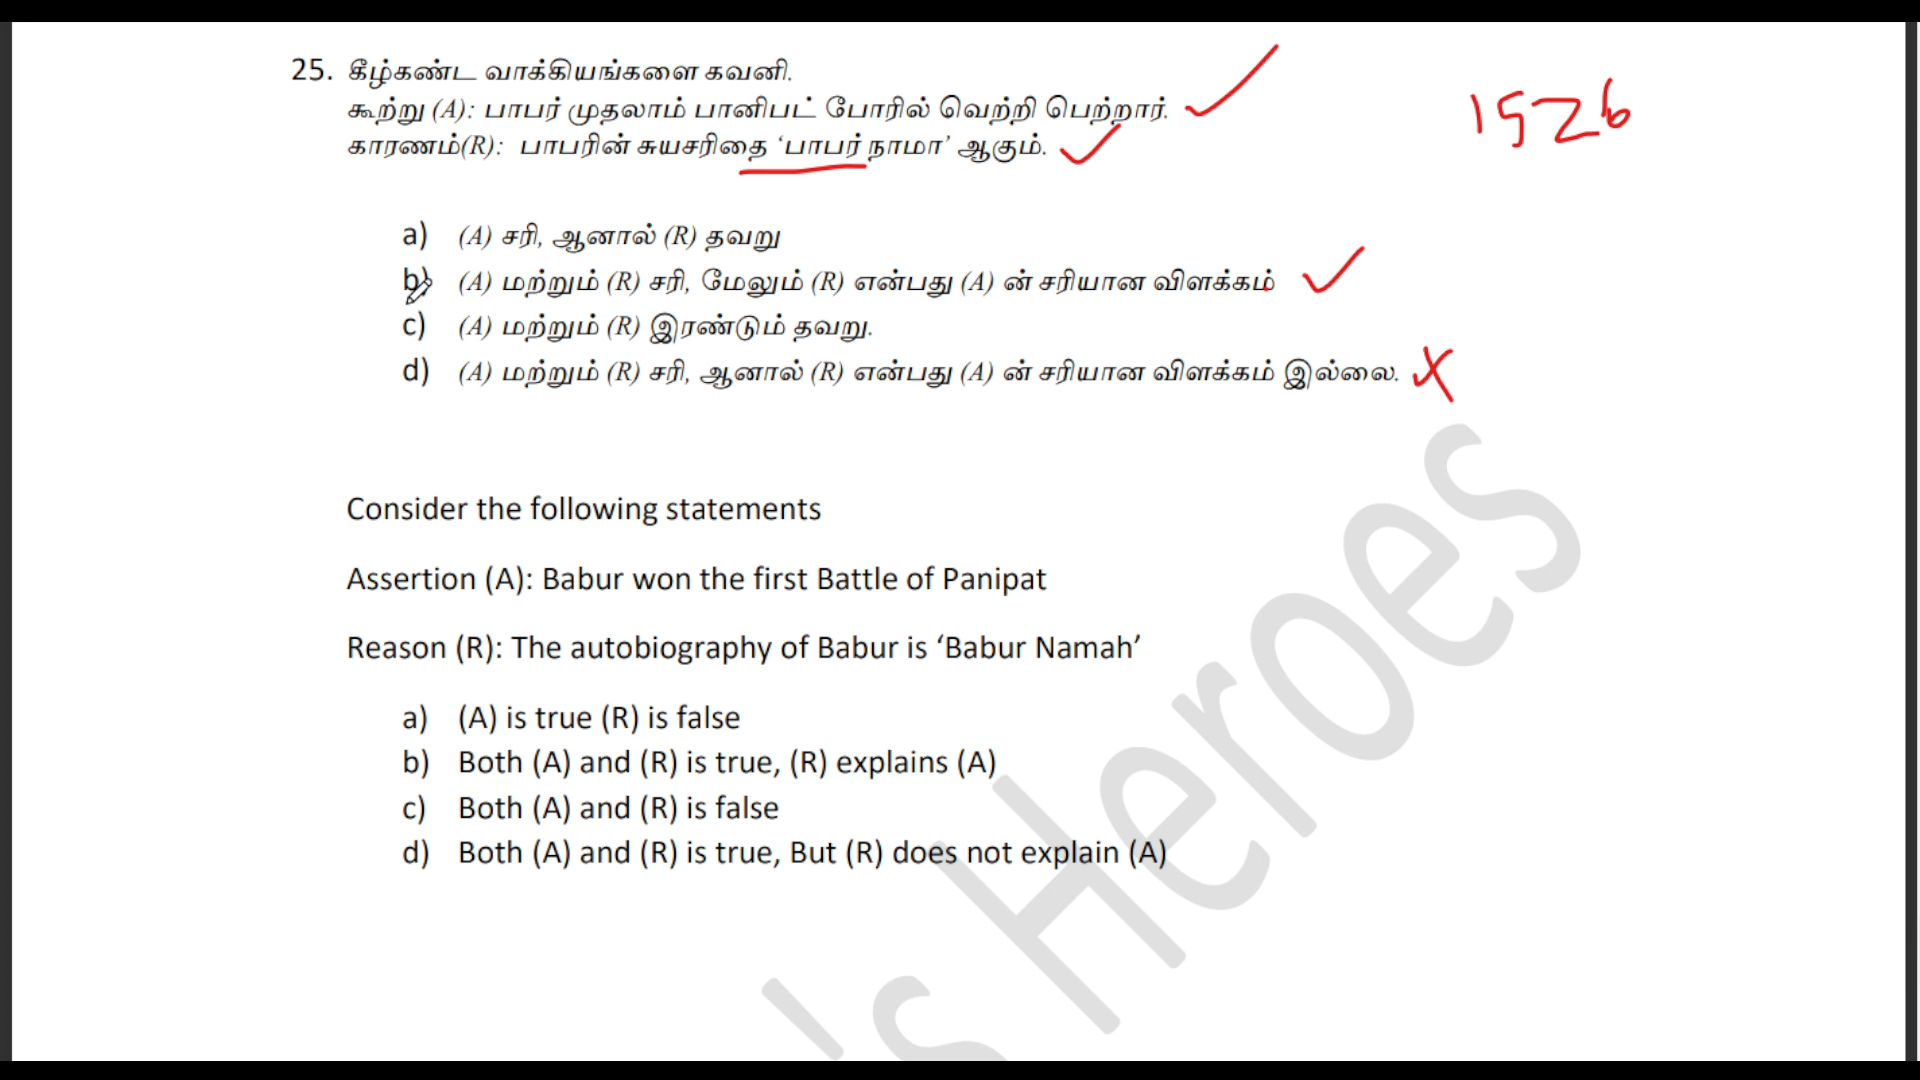 25. கீழ்கண்ட வாக்கியங்களை கவனி.
கூற்று (A): பாபர் முதலாம் பானிபட் போரில் வெற்றி பெற்றார்.
1526
காரணம்(R): பாபரின் சுயசரிதை ‘பாபர் நாமா’ ஆகும்.
a) (A) சரி, ஆனால் (R) தவறு
b) (A) மற்றும் (R) சரி, மேலும் (R) என்பது (A) ன் சரியான விளக்கம்
c) (A) மற்றும் (R) இரண்டும் தவறு.
d) (A) மற்றும் (R) சரி, ஆனால் (R) என்பது (A) ன் சரியான விளக்கம் இல்லை.
Consider the following statements
Assertion (A): Babur won the first Battle of Panipat
Reason (R): The autobiography of Babur is ‘Babur Namah’
a) (A) is true (R) is false
b) Both (A) and (R) is true, (R) explains (A)
c) Both (A) and (R) is false
d) Both (A) and (R) is true, But (R) does not explain (A)
's Heroes